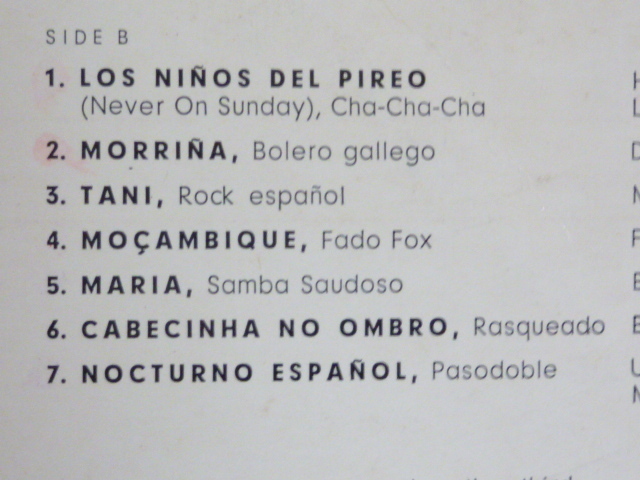 SIDE B
1. LOS NIÑOS DEL PIREO
(Never On Sunday), Cha-Cha-Cha
2. MORRIÑA, Bolero gallego
3. TANI, Rock español
4. MOÇAMBIQUE, Fado Fox
5. MARIA, Samba Saudoso
6. CABECINHA NO OMBRO, Rasqueado
7. NOCTURNO ESPAÑOL, Pasodoble